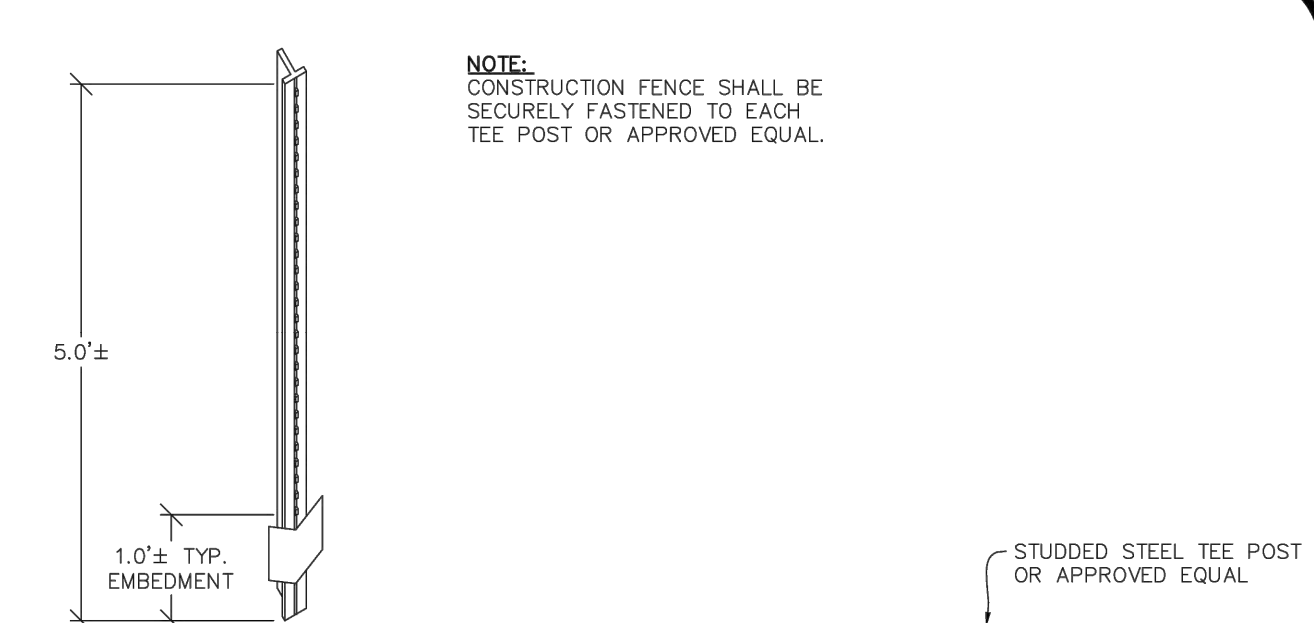 NOTE:
CONSTRUCTION FENCE SHALL BE
SECURELY FASTENED TO EACH
TEE POST OR APPROVED EQUAL.
5.0'±
1.0'± TYP.
EMBEDMENT
STUDDED STEEL TEE POST
OR APPROVED EQUAL